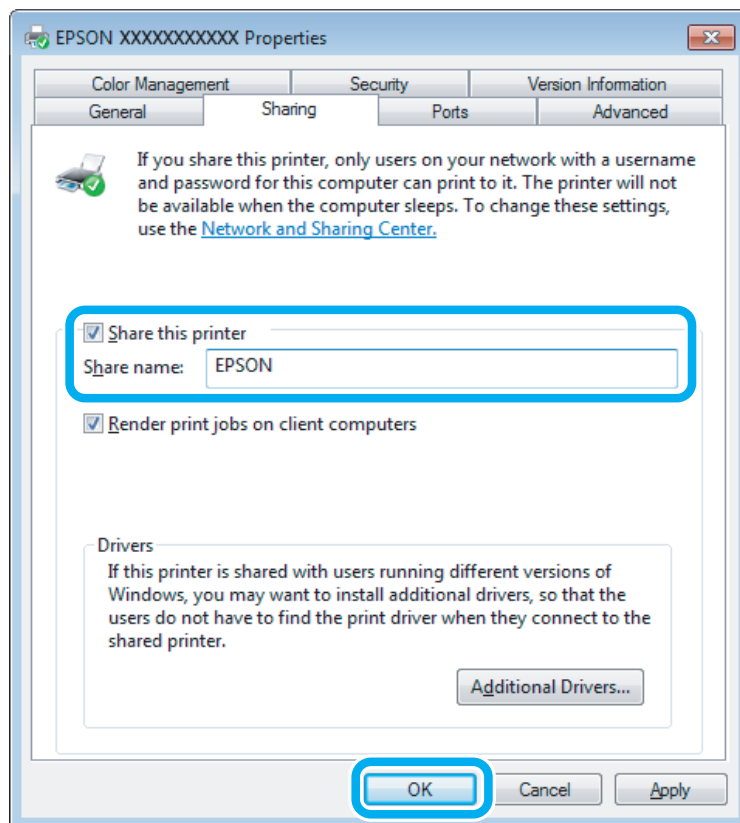 EPSON XXXXXXXXXXX Properties
Color Management Security Version Information
General Sharing Ports Advanced
If you share this printer, only users on your network with a username
and password for this computer can print to it. The printer will not
be available when the computer sleeps. To change these settings,
use the Network and Sharing Center.
Share this printer
Share name: EPSON
Render print jobs on client computers
Drivers
If this printer is shared with users running different versions of
Windows, you may want to install additional drivers, so that the
users do not have to find the print driver when they connect to the
shared printer.
Additional Drivers...
OK Cancel Apply